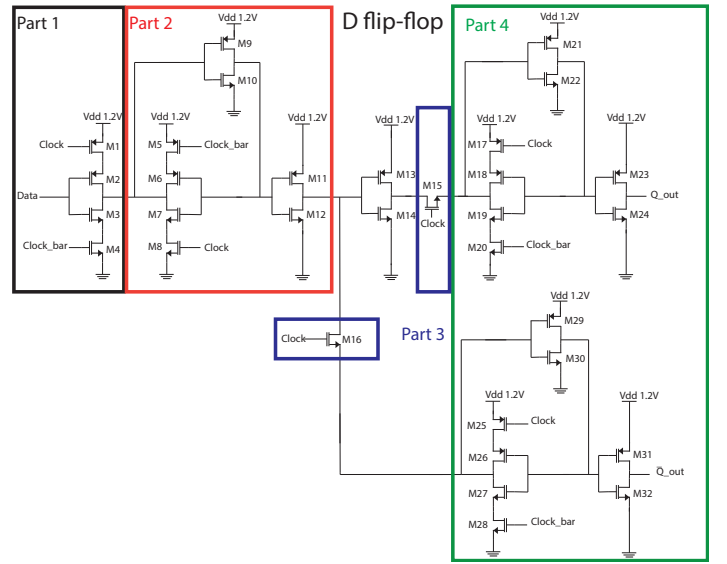 Part 1
Part 2
D flip-flop
Part 4
M9
M10
M21
M22
Vdd 1.2V
Vdd 1.2V
Vdd 1.2V
Vdd 1.2V
Vdd 1.2V
Vdd 1.2V
Vdd 1.2V
Vdd 1.2V
Clock
M1
M5
Clock_bar
M17
Clock
M2
M6
M11
M13
M15
M18
M23
Data
Q_out
M3
M7
M12
M14
Clock
M19
M24
Clock_bar
M4
M8
Clock
M20
Clock_bar
Vdd 1.2V
M29
Clock
M16
Part 3
M30
Vdd 1.2V
Vdd 1.2V
M25
Clock
M26
M31
Q̄_out
M27
M32
M28
Clock_bar